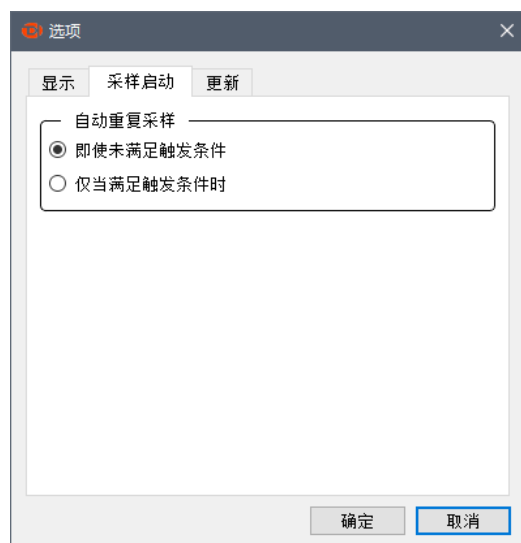 选项
显示 采样启动 更新
自动重复采样
即使未满足触发条件
仅当满足触发条件时
确定 取消